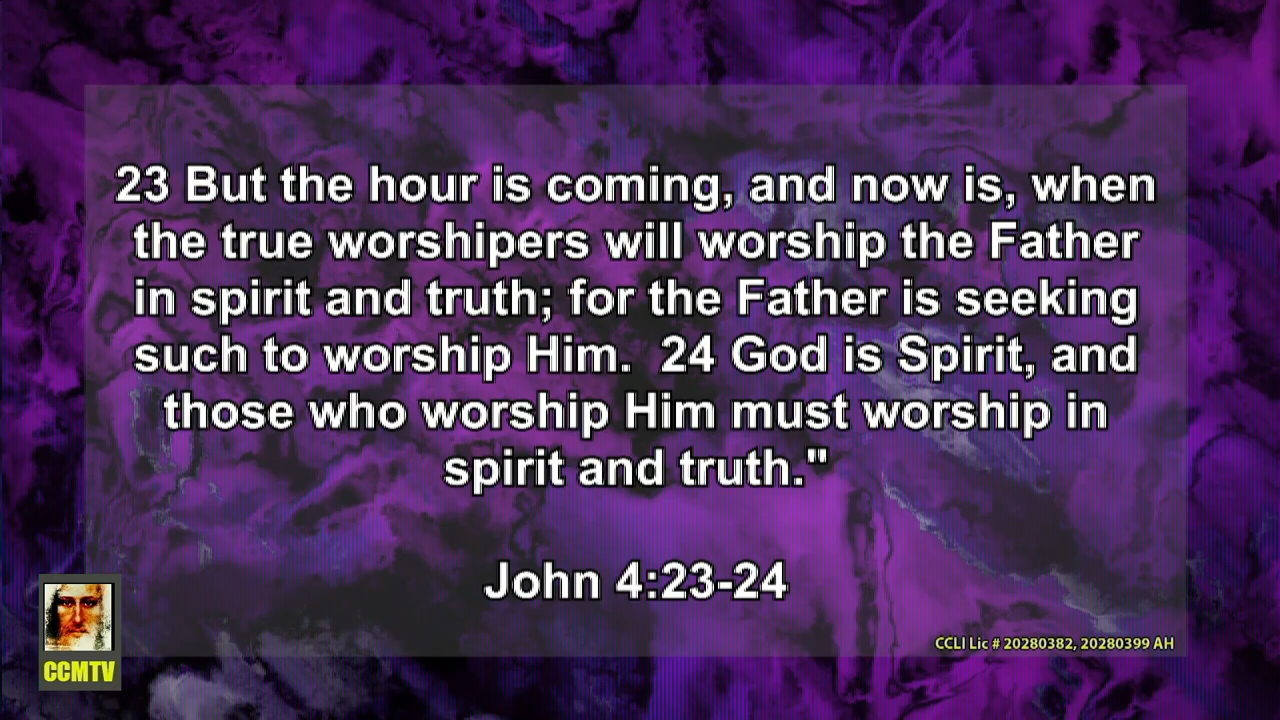 23 But the hour is coming, and now is, when
the true worshipers will worship the Father
in spirit and truth; for the Father is seeking
such to worship Him.  24 God is Spirit, and
those who worship Him must worship in
spirit and truth."
John 4:23-24
CCLI Lic # 20280382, 20280399 AH
CCMTV